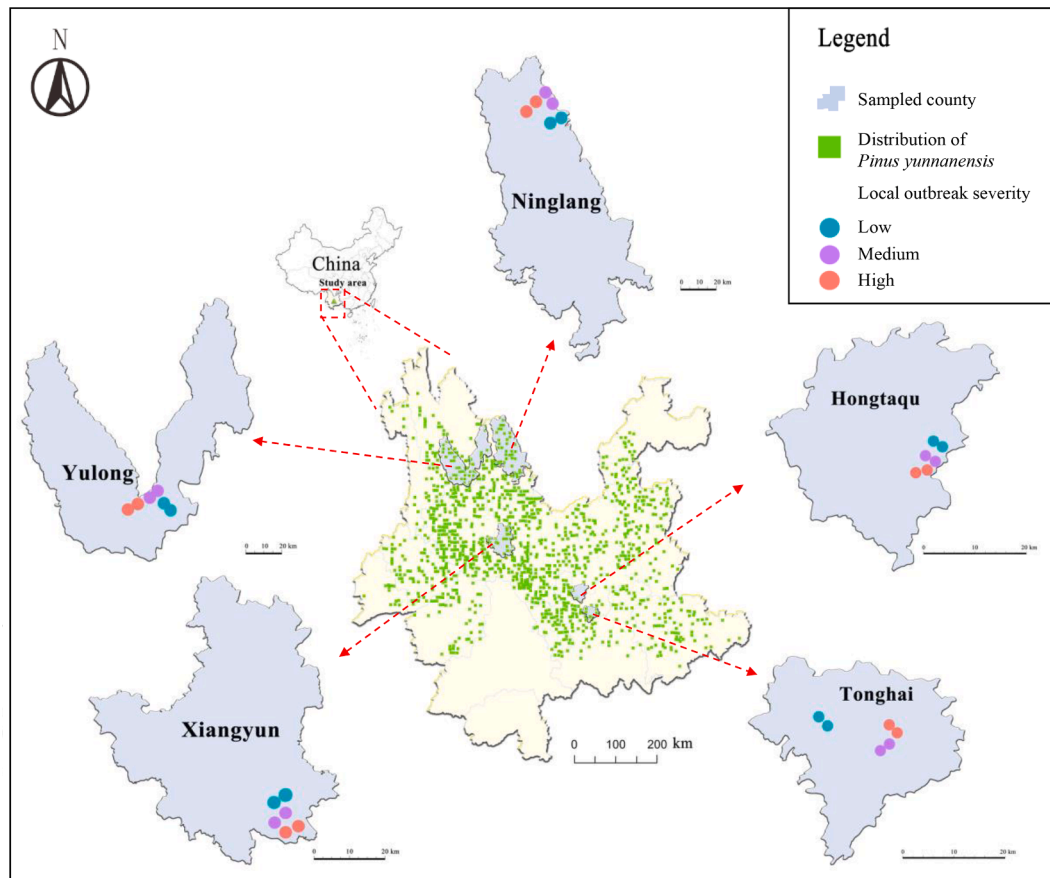 N
Legend
Sampled county
Distribution of
Pinus yunnanensis
Local outbreak severity
Low
Medium
High
Ninglang
0 10 20 km
China
Study area
Yulong
0 10 20 km
Hongtaqu
0 10 20 km
Xiangyun
0 10 20 km
0 100 200 km
Tonghai
0 10 20 km